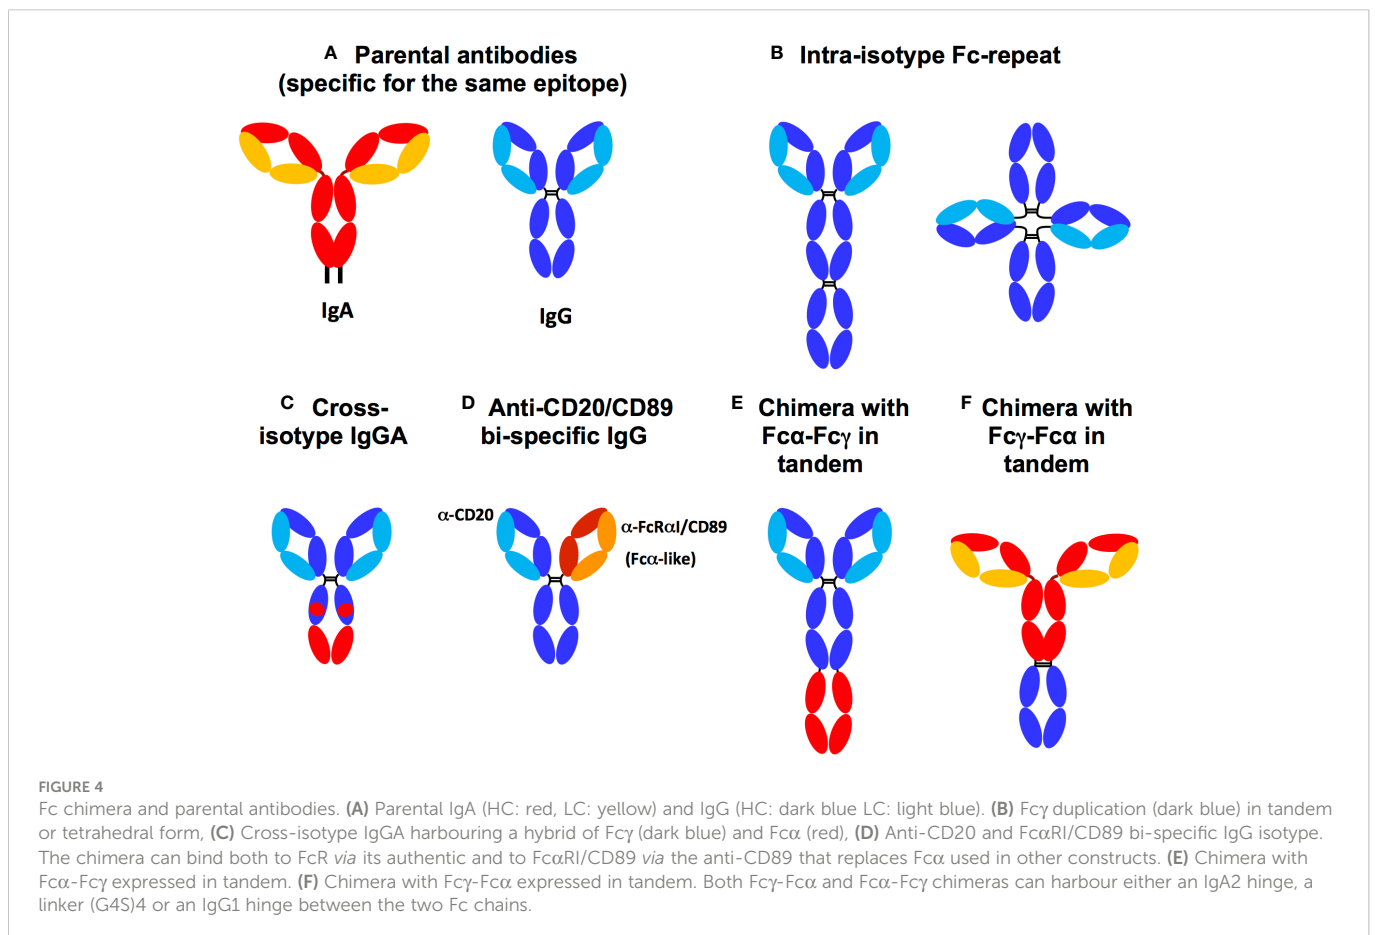 A Parental antibodies
(specific for the same epitope)
B Intra-isotype Fc-repeat
IgA
IgG
C Cross-
isotype IgGA
D Anti-CD20/CD89
bi-specific IgG
E Chimera with
Fcα-Fcγ in
tandem
F Chimera with
Fcγ-Fcα in
tandem
α-CD20
α-FcRαI/CD89
(Fcα-like)
FIGURE 4
Fc chimera and parental antibodies. (A) Parental IgA (HC: red, LC: yellow) and IgG (HC: dark blue LC: light blue). (B) Fcγ duplication (dark blue) in tandem
or tetrahedral form, (C) Cross-isotype IgGA harbouring a hybrid of Fcγ (dark blue) and Fcα (red), (D) Anti-CD20 and FcαRI/CD89 bi-specific IgG isotype.
The chimera can bind both to FcR via its authentic and to FcαRI/CD89 via the anti-CD89 that replaces Fcα used in other constructs. (E) Chimera with
Fcα-Fcγ expressed in tandem. (F) Chimera with Fcγ-Fcα expressed in tandem. Both Fcγ-Fcα and Fcα-Fcγ chimeras can harbour either an IgA2 hinge, a
linker (G4S)4 or an IgG1 hinge between the two Fc chains.